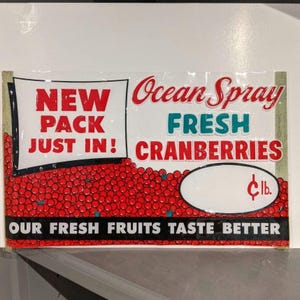 NEW
PACK
JUST IN!
Ocean Spray
FRESH
CRANBERRIES
¢ lb.
OUR FRESH FRUITS TASTE BETTER